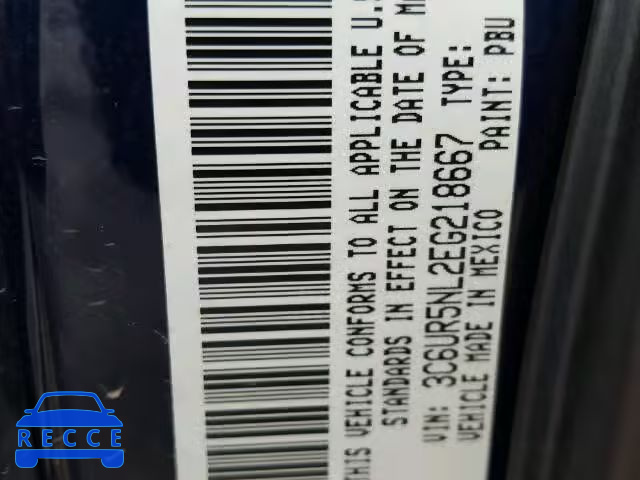 THIS VEHICLE CONFORMS TO ALL APPLICABLE U.S
STANDARDS IN EFFECT ON THE DATE OF M
VIN: 3C6UR5NL2EG218667 TYPE:
VEHICLE MADE IN MEXICO PAINT: PBU
RECCE